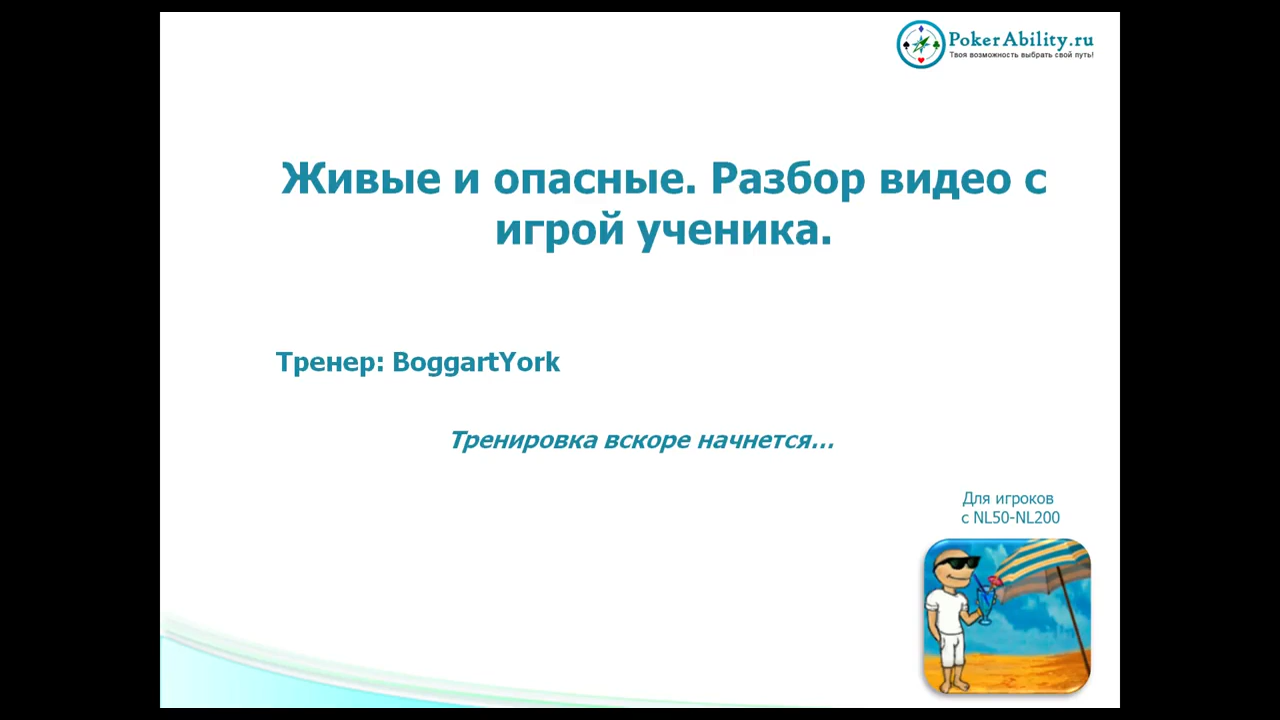 PokerAbility.ru
Твоя возможность выбрать свой путь!
Живые и опасные. Разбор видео с
игрой ученика.
Тренер: BoggartYork
Тренировка вскоре начнется...
Для игроков
с NL50-NL200